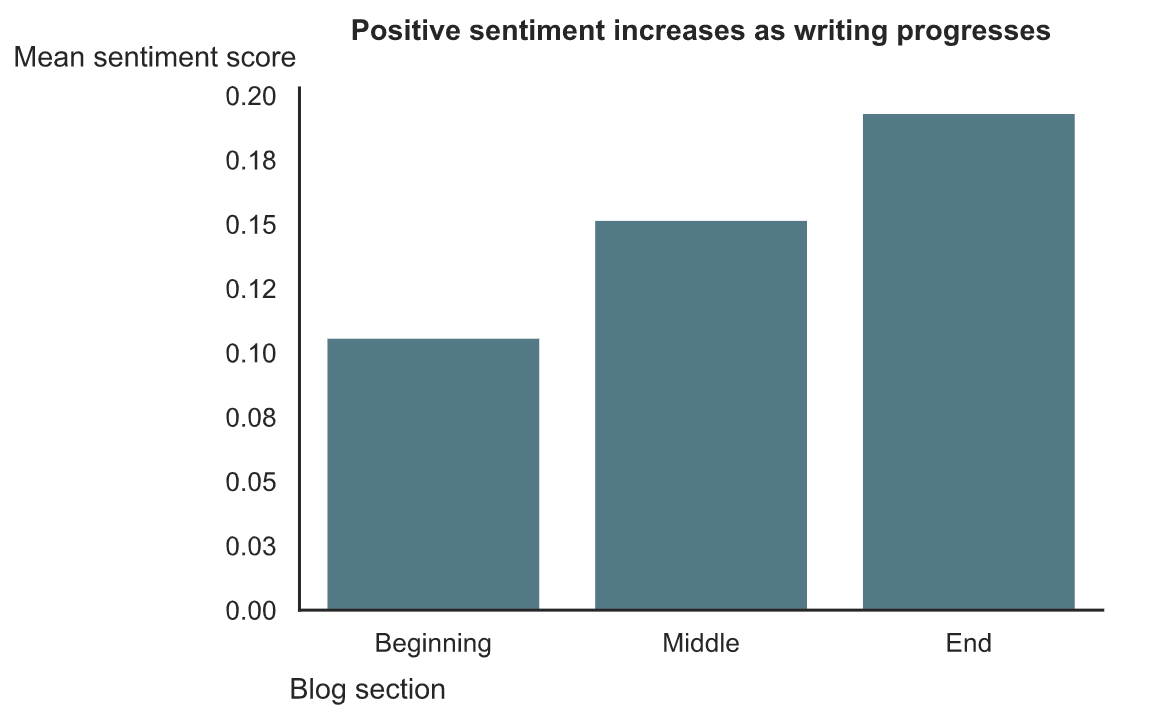 Positive sentiment increases as writing progresses
Mean sentiment score
0.20
0.18
0.15
0.12
0.10
0.08
0.05
0.03
0.00
Beginning Middle End
Blog section